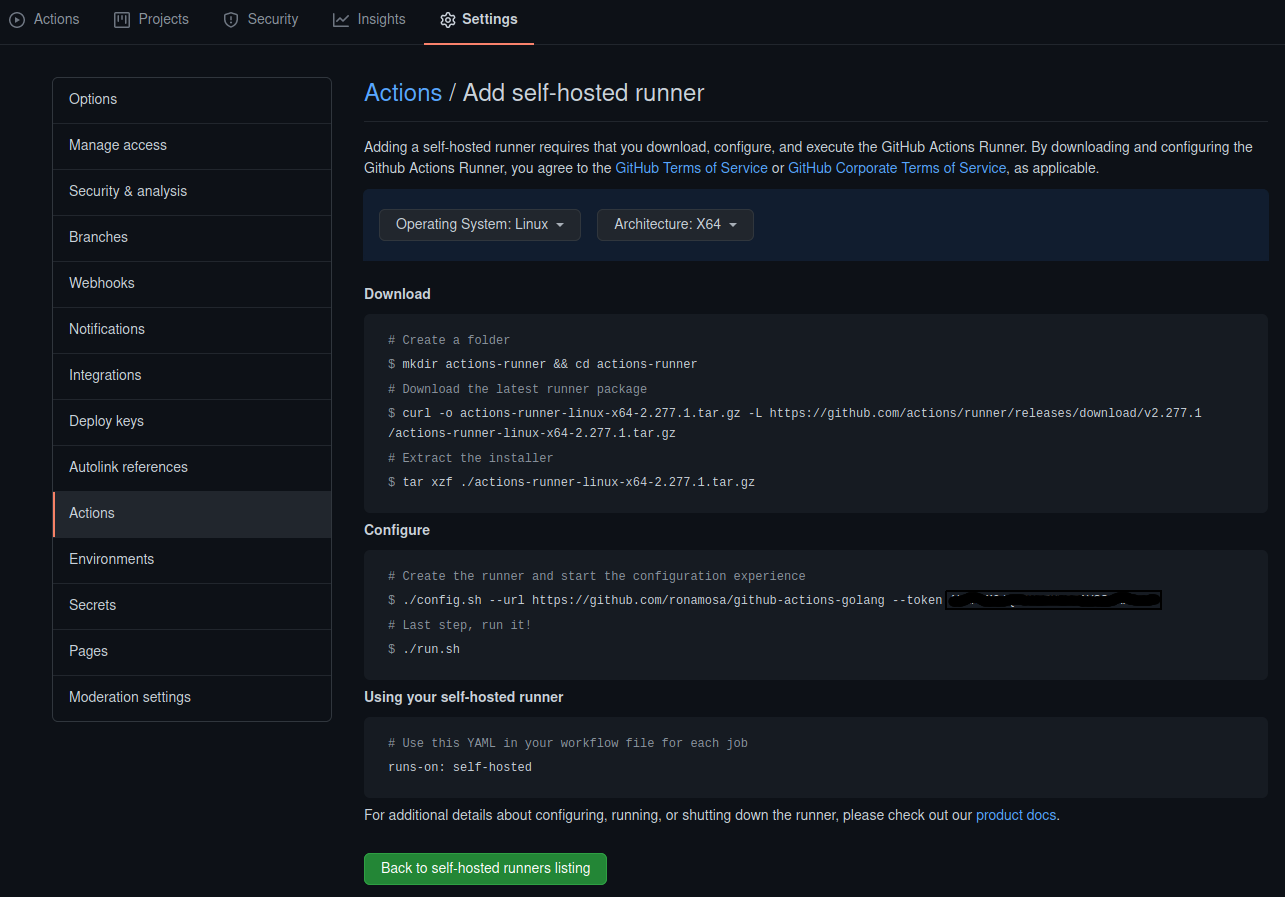 Actions Projects Security Insights Settings
Options
Manage access
Security & analysis
Branches
Webhooks
Notifications
Integrations
Deploy keys
Autolink references
Actions
Environments
Secrets
Pages
Moderation settings
Actions / Add self-hosted runner
Adding a self-hosted runner requires that you download, configure, and execute the GitHub Actions Runner. By downloading and configuring the
Github Actions Runner, you agree to the GitHub Terms of Service or GitHub Corporate Terms of Service, as applicable.
Operating System: Linux Architecture: X64
Download
# Create a folder
$ mkdir actions-runner && cd actions-runner
# Download the latest runner package
$ curl -o actions-runner-linux-x64-2.277.1.tar.gz -L https://github.com/actions/runner/releases/download/v2.277.1
/actions-runner-linux-x64-2.277.1.tar.gz
# Extract the installer
$ tar xzf ./actions-runner-linux-x64-2.277.1.tar.gz
Configure
# Create the runner and start the configuration experience
$ ./config.sh --url https://github.com/ronamosa/github-actions-golang --token
# Last step, run it!
$ ./run.sh
Using your self-hosted runner
# Use this YAML in your workflow file for each job
runs-on: self-hosted
For additional details about configuring, running, or shutting down the runner, please check out our product docs.
Back to self-hosted runners listing